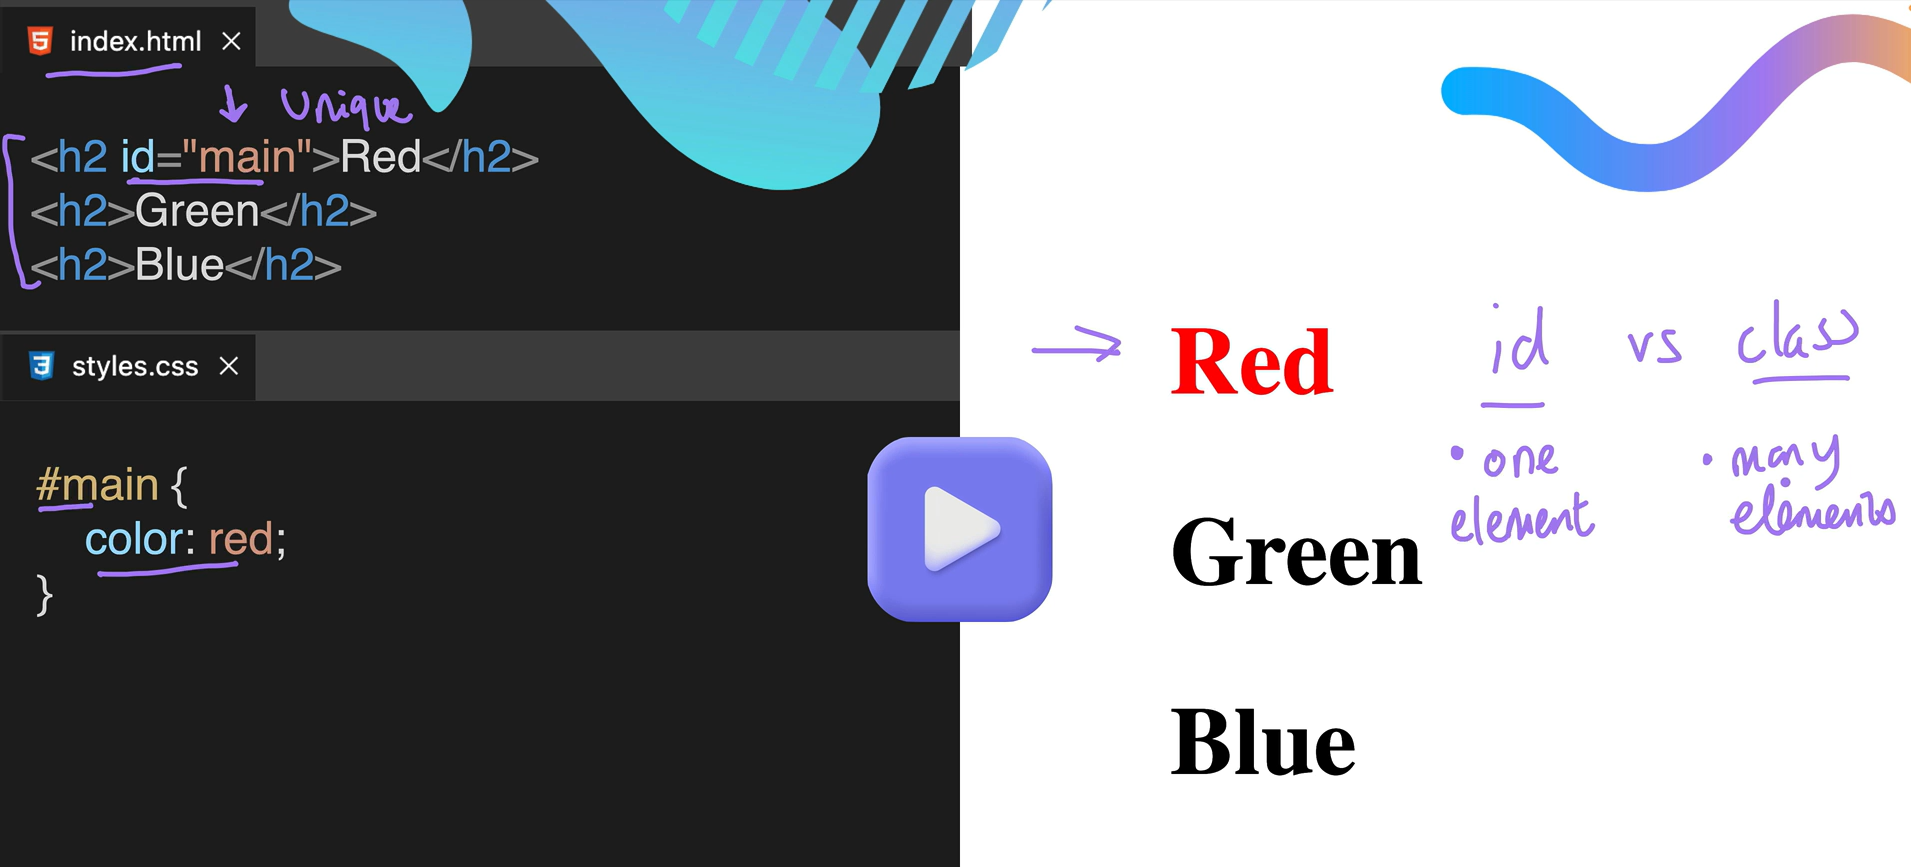 index.html
unique
<h2 id="main">Red</h2>
<h2>Green</h2>
<h2>Blue</h2>
styles.css
#main {
color: red;
}
Red
Green
Blue
id vs class
• one
element
• many
elements